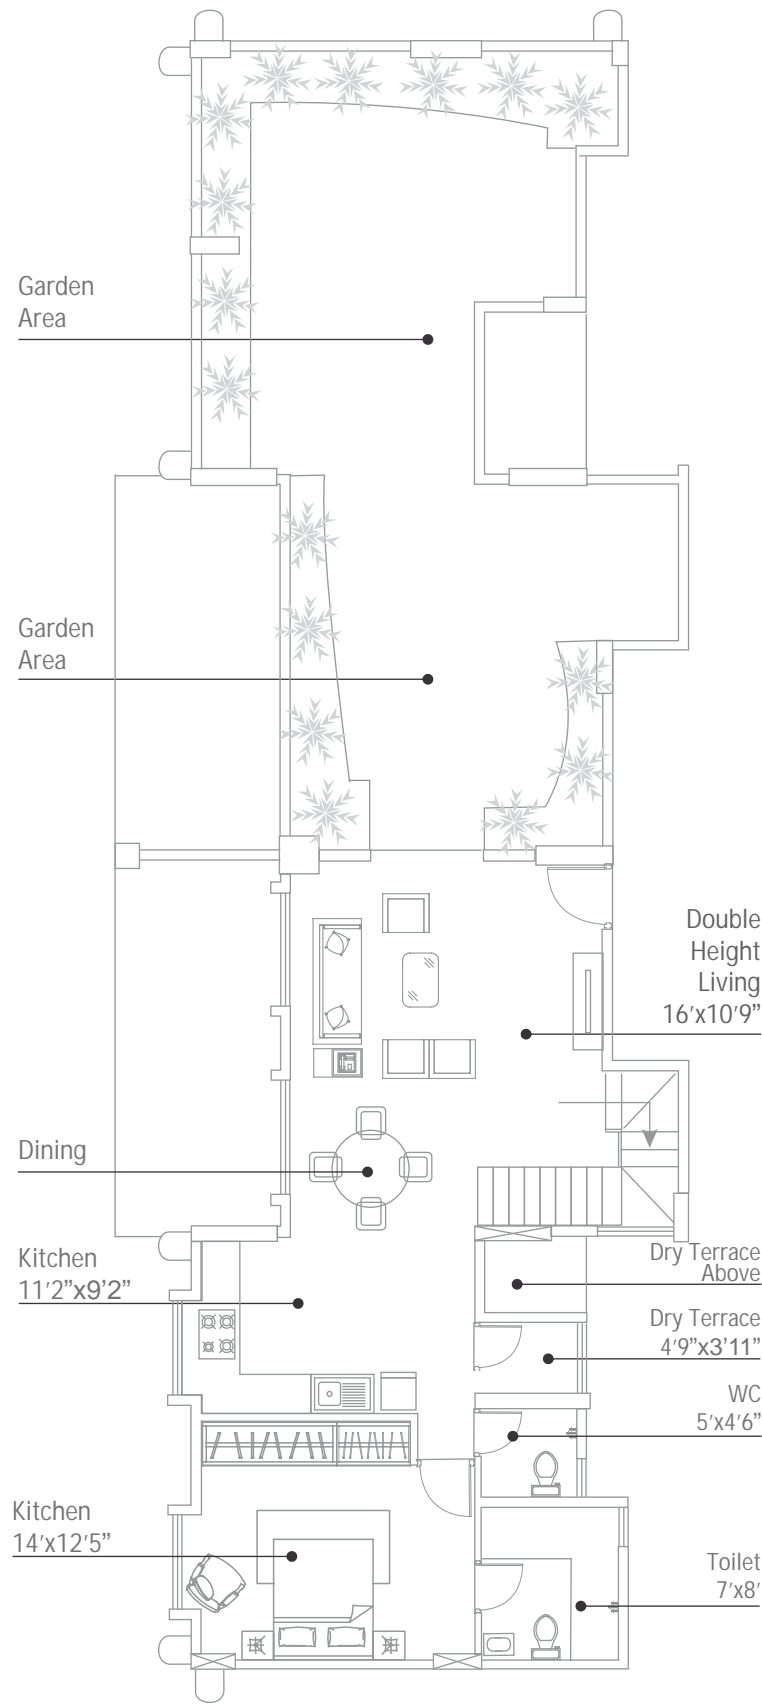 Garden
Area
Garden
Area
Double
Height
Living
16'x10'9"
Dining
Kitchen
11'2"x9'2"
Dry Terrace
Above
Dry Terrace
4'9"x3'11"
WC
5'x4'6"
Kitchen
14'x12'5"
Toilet
7'x8'